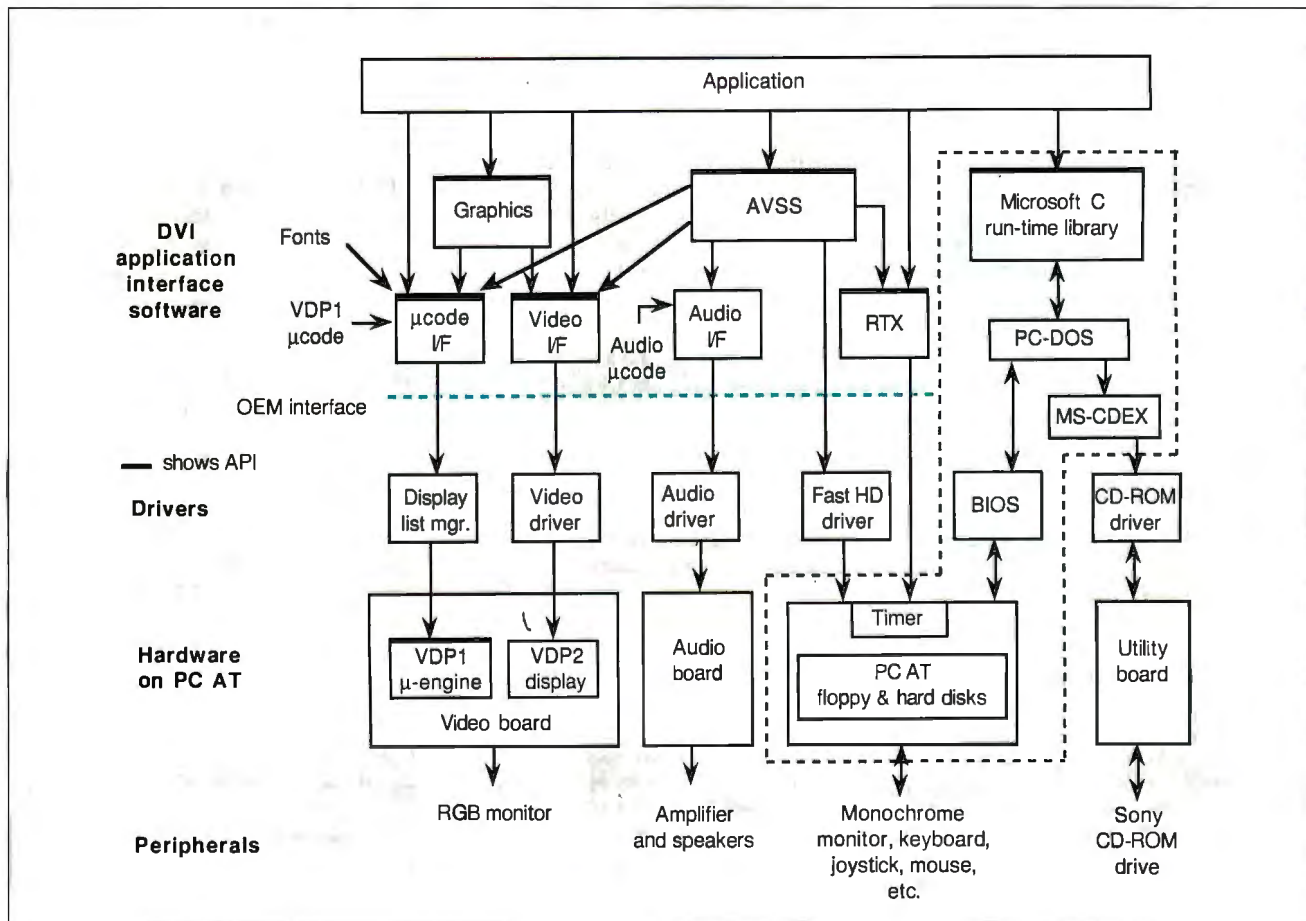 Application
Graphics
AVSS
Microsoft C
run-time library
DVI
application
interface
software
Fonts
VDP1
μcode
μcode
I/F
Video
I/F
Audio
μcode
Audio
I/F
RTX
PC-DOS
OEM interface
MS-CDEX
shows API
Drivers
Display
list mgr.
Video
driver
Audio
driver
Fast HD
driver
BIOS
CD-ROM
driver
Hardware
on PC AT
VDP1
μ-engine
VDP2
display
Video board
Audio
board
Timer
PC AT
floppy & hard disks
Utility
board
Peripherals
RGB monitor
Amplifier
and speakers
Monochrome
monitor, keyboard,
joystick, mouse,
etc.
Sony
CD-ROM
drive